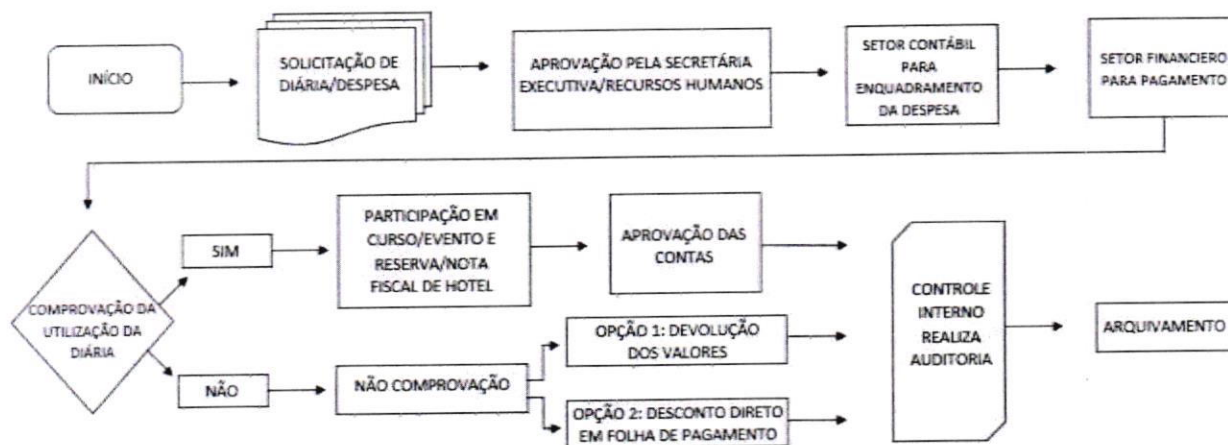 INÍCIO
SOLICITAÇÃO DE
DIÁRIA/DESPESA
APROVAÇÃO PELA SECRETÁRIA
EXECUTIVA/RECURSOS HUMANOS
SETOR CONTÁBIL
PARA
ENQUADRAMENTO
DA DESPESA
SETOR FINANCIERO
PARA PAGAMENTO
COMPROVAÇÃO DA
UTILIZAÇÃO DA
DIÁRIA
SIM
PARTICIPAÇÃO EM
CURSO/EVENTO E
RESERVA/NOTA
FISCAL DE HOTEL
APROVAÇÃO DAS
CONTAS
NÃO
NÃO COMPROVAÇÃO
OPÇÃO 1: DEVOLUÇÃO
DOS VALORES
OPÇÃO 2: DESCONTO DIRETO
EM FOLHA DE PAGAMENTO
CONTROLE
INTERNO
REALIZA
AUDITORIA
ARQUIVAMENTO